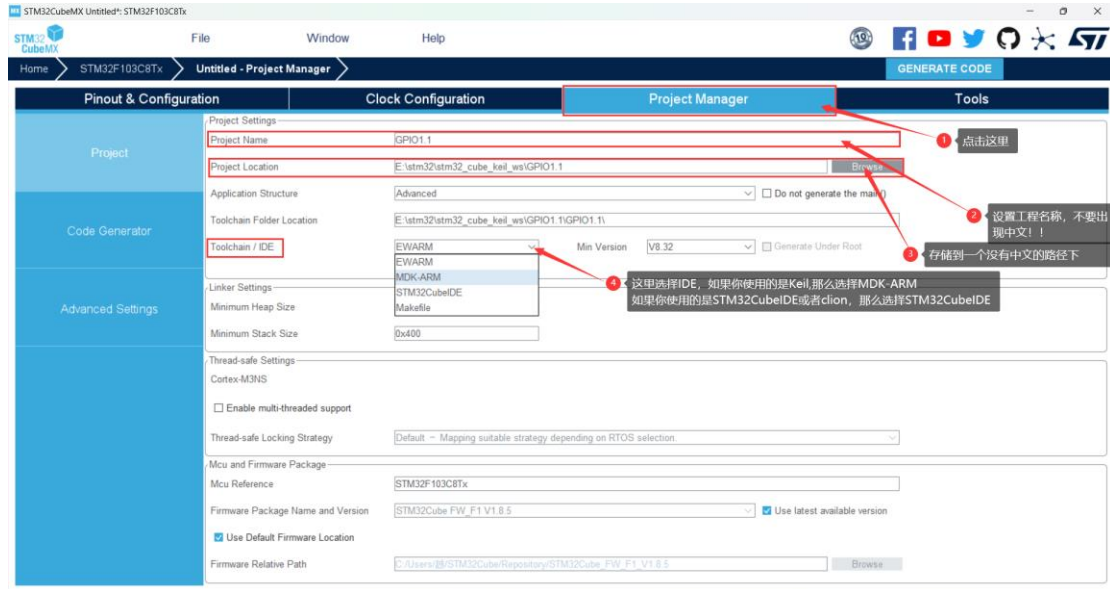 STM32CubeMX Untitled*: STM32F103C8Tx
STM32 CubeMX
File Window Help
Home STM32F103C8Tx Untitled - Project Manager GENERATE CODE
Pinout & Configuration Clock Configuration Project Manager Tools
1 点击这里
Project
Code Generator
Advanced Settings
Project Settings
Project Name GPIO1.1
Project Location E:\stm32\stm32_cube_keil_ws\GPIO1.1 Browse
Application Structure Advanced Do not generate the main()
2 设置工程名称，不要出
现中文！！
Toolchain Folder Location E:\stm32\stm32_cube_keil_ws\GPIO1.1\GPIO1.1\
Toolchain / IDE EWARM Min Version V8.32 Generate Under Root
3 存储到一个没有中文的路径下
EWARM
MDK-ARM
STM32CubeIDE
Makefile
4 这里选择IDE，如果你使用的是Keil,那么选择MDK-ARM
如果你使用的是STM32CubeIDE或者clion，那么选择STM32CubeIDE
Linker Settings
Minimum Heap Size
Minimum Stack Size 0x400
Thread-safe Settings
Cortex-M3NS
Enable multi-threaded support
Thread-safe Locking Strategy Default － Mapping suitable strategy depending on RTOS selection.
Mcu and Firmware Package
Mcu Reference STM32F103C8Tx
Firmware Package Name and Version STM32Cube FW_F1 V1.8.5 Use latest available version
Use Default Firmware Location
Firmware Relative Path C:/Users/ /STM32Cube/Repository/STM32Cube_FW_F1_V1.8.5 Browse